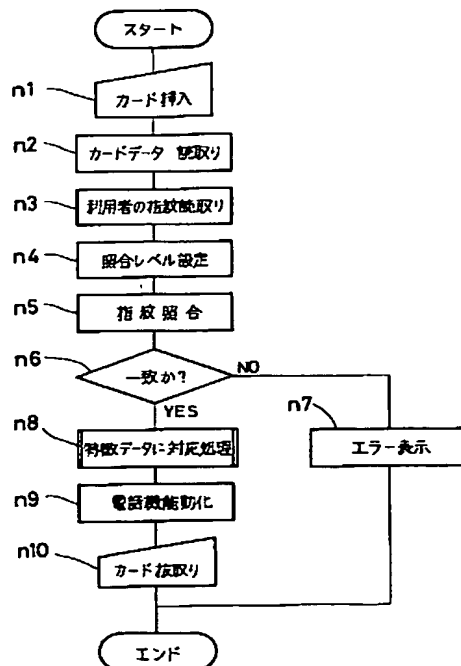 スタート
n1
カード挿入
n2
カードデータ 読取り
n3
利用者の指紋読取り
n4
照合レベル設定
n5
指紋照合
n6
一致か?
NO
YES
n7
エラー表示
n8
特徴データに対応処理
n9
電話機能動化
n10
カード抜取り
エンド